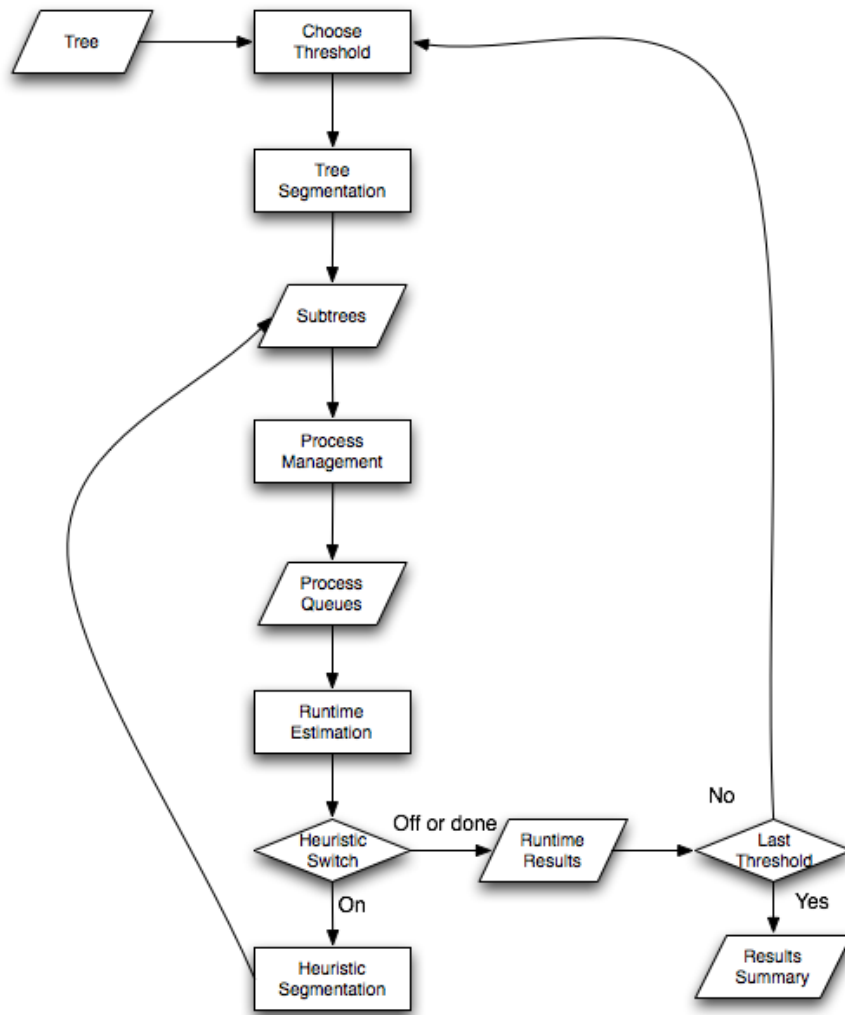 Tree
Choose
Threshold
Tree
Segmentation
Subtrees
Process
Management
Process
Queues
Runtime
Estimation
Heuristic
Switch
Off or done
Runtime
Results
No
Last
Threshold
Yes
On
Heuristic
Segmentation
Results
Summary